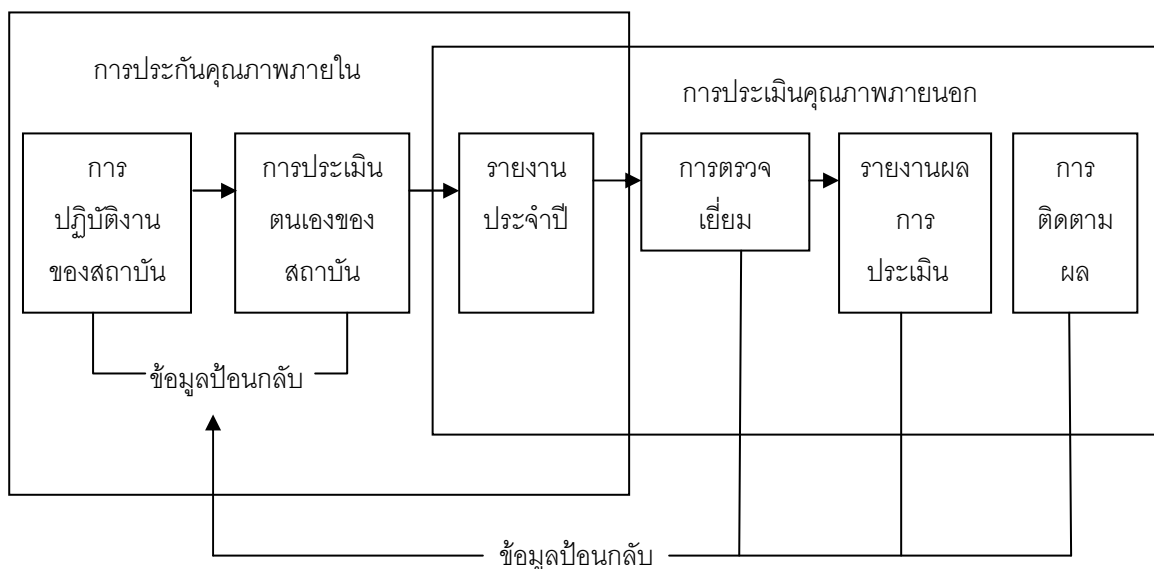 การประกันคุณภาพภายใน
การประเมินคุณภาพภายนอก
การ
ปฏิบัติงาน
ของสถาบัน
การประเมิน
ตนเองของ
สถาบัน
รายงาน
ประจำปี
การตรวจ
เยี่ยม
รายงานผล
การ
ประเมิน
การ
ติดตาม
ผล
ข้อมูลป้อนกลับ
ข้อมูลป้อนกลับ